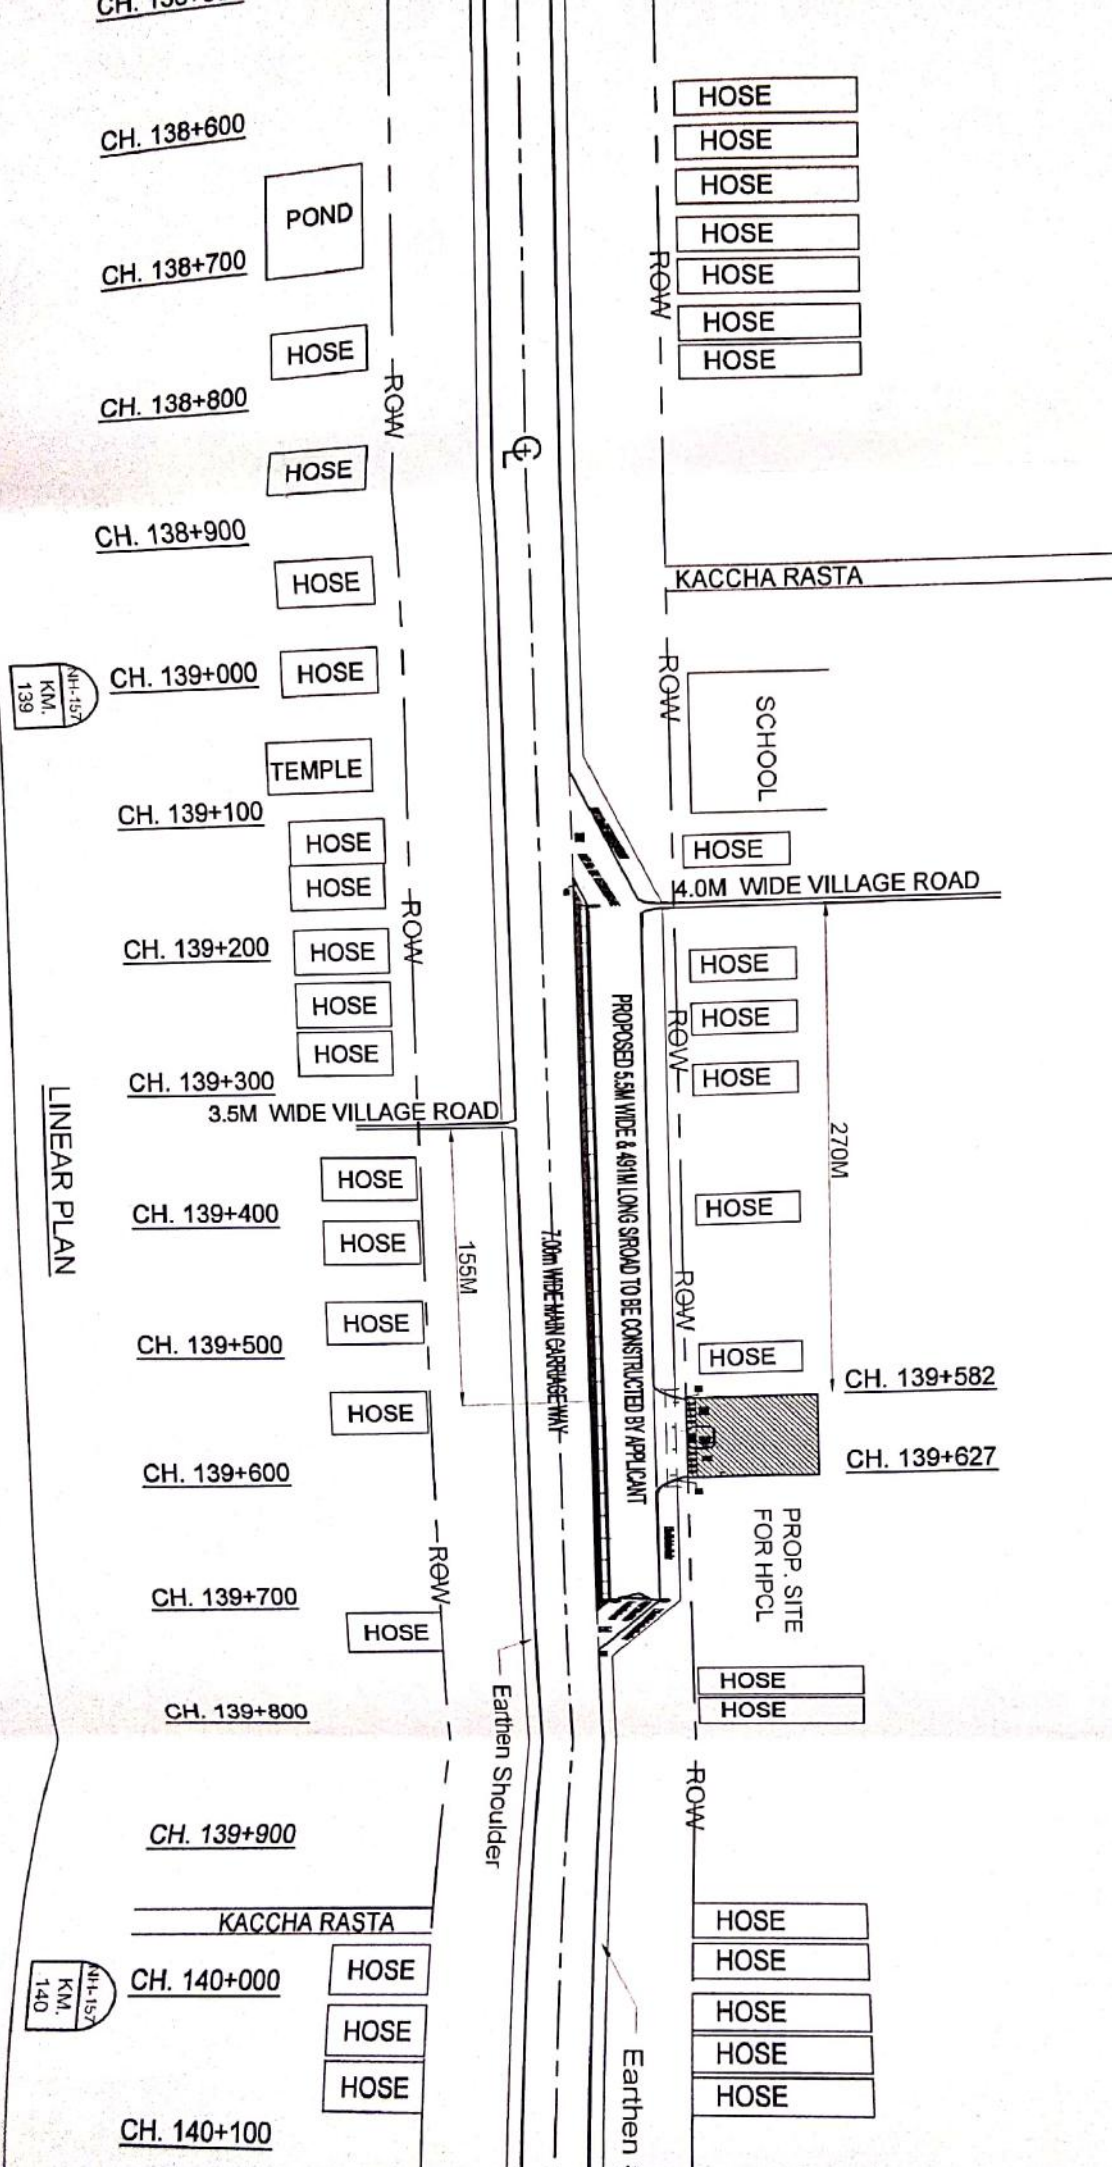 CH. 138+600
POND
CH. 138+700
HOSE
CH. 138+800
HOSE
CH. 138+900
HOSE
NH-157
KM.
139
CH. 139+000
HOSE
TEMPLE
CH. 139+100
HOSE
HOSE
CH. 139+200
HOSE
HOSE
HOSE
CH. 139+300
3.5M WIDE VILLAGE ROAD
LINEAR PLAN
HOSE
CH. 139+400
HOSE
155M
HOSE
CH. 139+500
HOSE
CH. 139+600
CH. 139+700
HOSE
CH. 139+800
CH. 139+900
KACCHA RASTA
NH-157
KM.
140
CH. 140+000
HOSE
HOSE
HOSE
CH. 140+100
ROW
ROW
ROW
CL
7.00m WIDE MAIN CARRIAGE WAY
Earthen Shoulder
Earthen
PROPOSED 5.5M WIDE & 491M LONG S\ROAD TO BE CONSTRUCTED BY APPLICANT
HOSE
HOSE
HOSE
HOSE
ROW
HOSE
HOSE
HOSE
KACCHA RASTA
ROW
SCHOOL
HOSE
4.0M WIDE VILLAGE ROAD
HOSE
ROW
HOSE
HOSE
270M
HOSE
ROW
HOSE
CH. 139+582
CH. 139+627
PROP. SITE
FOR HPCL
HOSE
HOSE
ROW
HOSE
HOSE
HOSE
HOSE
HOSE